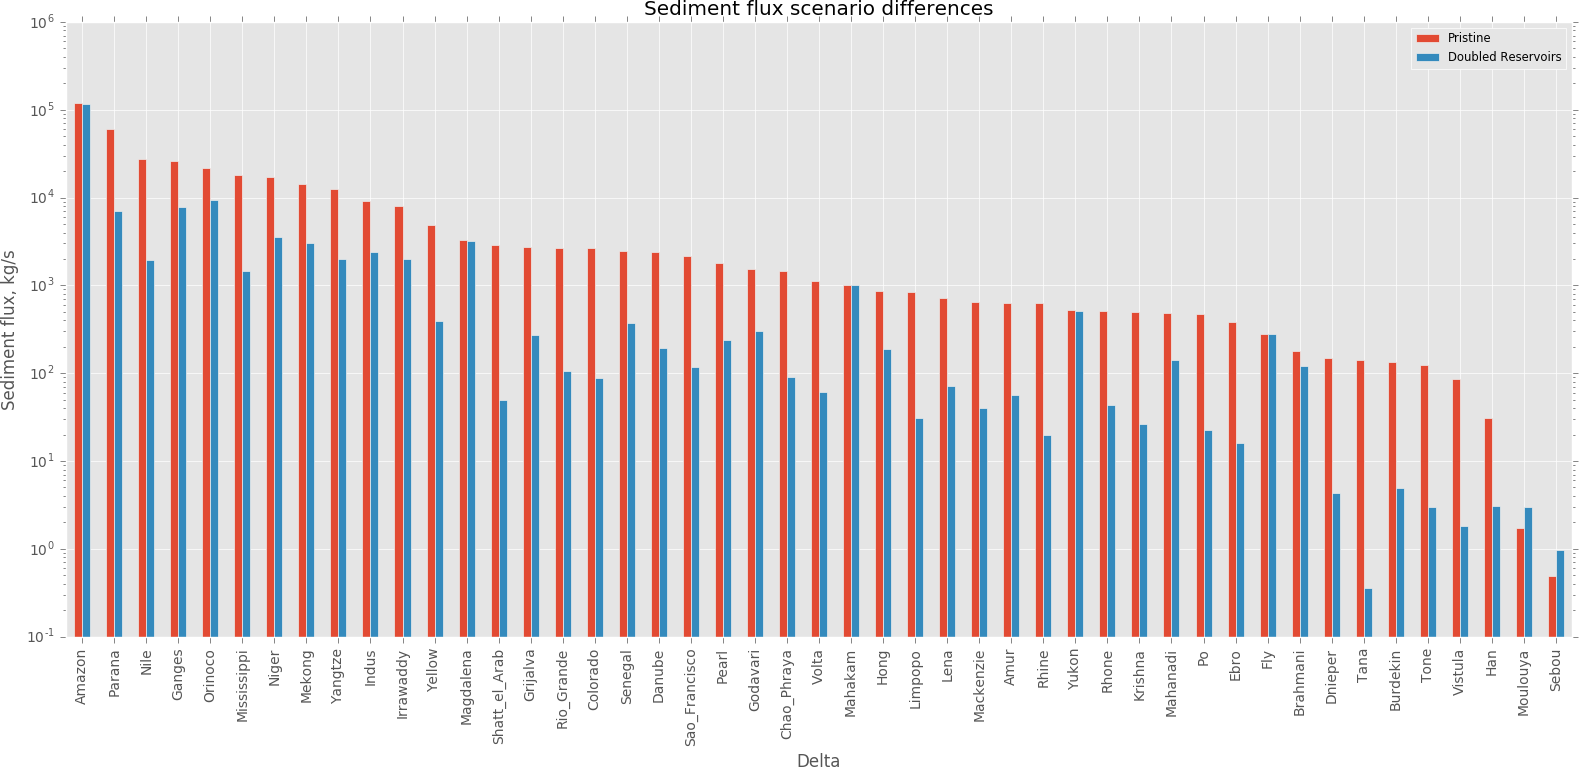 Sediment flux scenario differences
Pristine
Doubled Reservoirs
Sediment flux, kg/s
10^6
10^5
10^4
10^3
10^2
10^1
10^0
10^-1
Amazon
Parana
Nile
Ganges
Orinoco
Mississippi
Niger
Mekong
Yangtze
Indus
Irrawaddy
Yellow
Magdalena
Shatt_el_Arab
Grijalva
Rio_Grande
Colorado
Senegal
Danube
Sao_Francisco
Pearl
Godavari
Chao_Phraya
Volta
Mahakam
Hong
Limpopo
Lena
Mackenzie
Amur
Rhine
Yukon
Rhone
Krishna
Mahanadi
Po
Ebro
Fly
Brahmani
Dnieper
Tana
Burdekin
Tone
Vistula
Han
Moulouya
Sebou
Delta